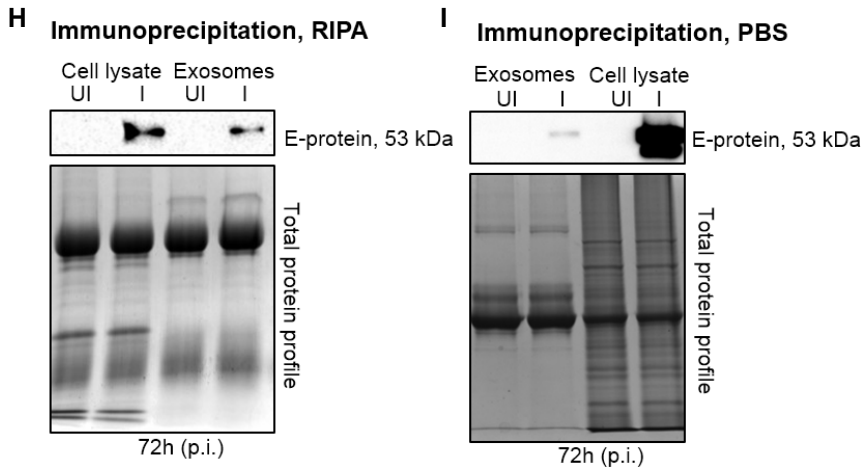 H
Immunoprecipitation, RIPA
Cell lysate Exosomes
UI I UI I
E-protein, 53 kDa
Total protein profile
72h (p.i.)
I
Immunoprecipitation, PBS
Exosomes Cell lysate
UI I UI I
E-protein, 53 kDa
Total protein profile
72h (p.i.)